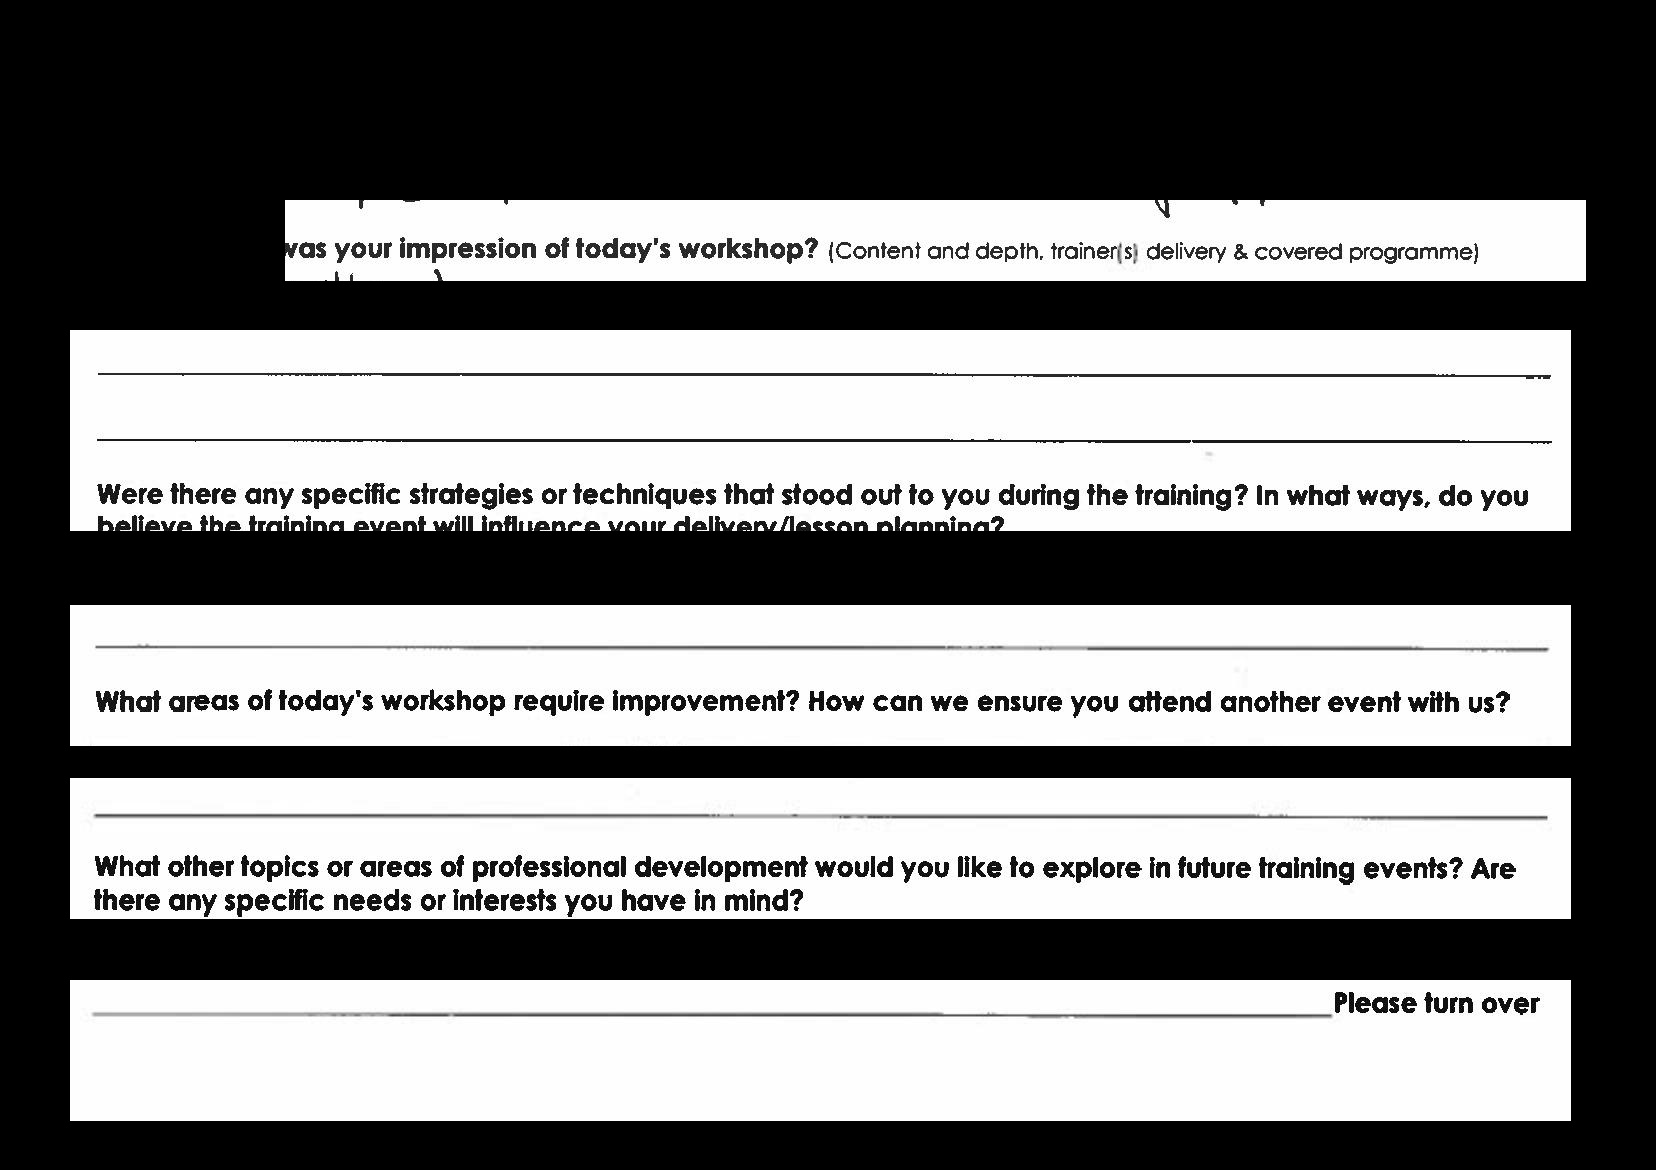 was your impression of today's workshop? (Content and depth, trainer(s) delivery & covered programme)
Were there any specific strategies or techniques that stood out to you during the training? In what ways, do you
believe the training event will influence your delivery/lesson planning?
What areas of today's workshop require improvement? How can we ensure you attend another event with us?
What other topics or areas of professional development would you like to explore in future training events? Are
there any specific needs or interests you have in mind?
Please turn over